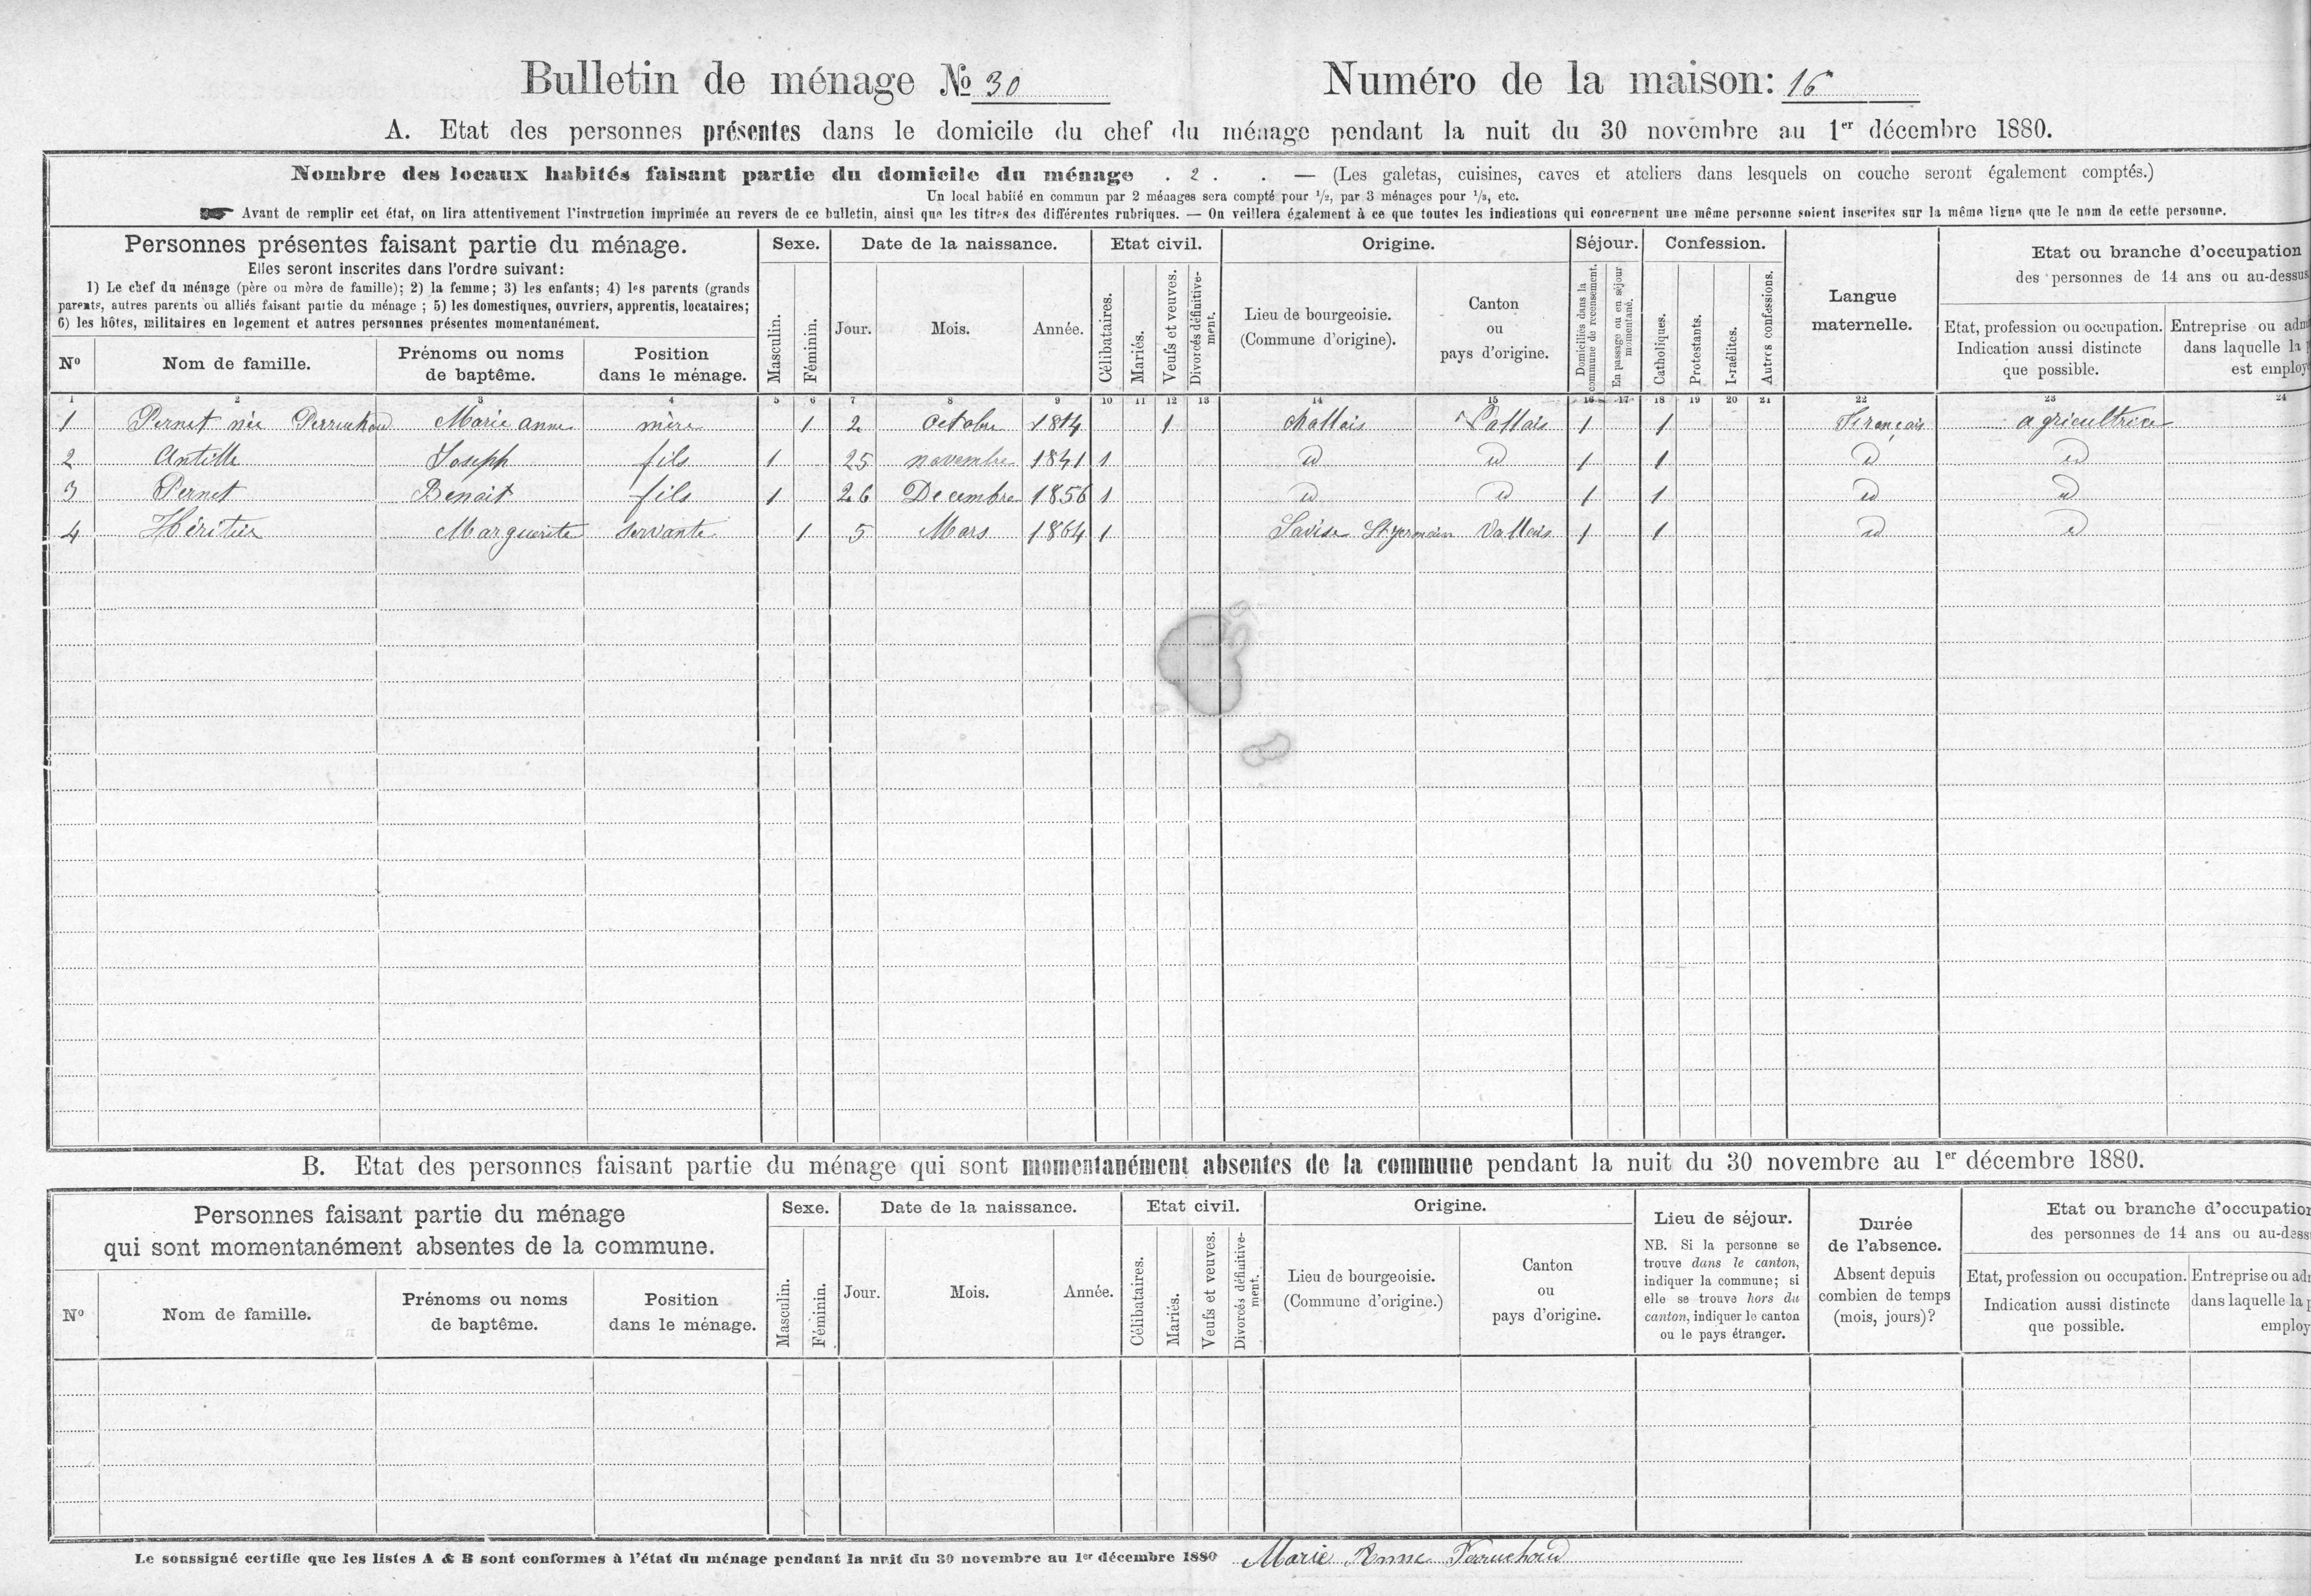 Bulletin de ménage № 30 Numéro de la maison: 16
A. Etat des personnes présentes dans le domicile du chef du ménage pendant la nuit du 30 novembre au 1er décembre 1880.
Nombre des locaux habités faisant partie du domicile du ménage . 2 . . — (Les galetas, cuisines, caves et ateliers dans lesquels on couche seront également comptés.)
Un local habité en commun par 2 ménages sera compté pour 1/2, par 3 ménages pour 1/3, etc.
Avant de remplir cet état, on lira attentivement l'instruction imprimée au revers de ce bulletin, ainsi que les titres des différentes rubriques. — On veillera également à ce que toutes les indications qui concernent une même personne soient inscrites sur la même ligne que le nom de cette personne.
Personnes présentes faisant partie du ménage.
Elles seront inscrites dans l'ordre suivant:
1) Le chef du ménage (père ou mère de famille); 2) la femme; 3) les enfants; 4) les parents (grands
parents, autres parents ou alliés faisant partie du ménage ; 5) les domestiques, ouvriers, apprentis, locataires;
6) les hôtes, militaires en logement et autres personnes présentes momentanément.
No
Nom de famille.
Prénoms ou noms
de baptême.
Position
dans le ménage.
Sexe.
Masculin.
Féminin.
Date de la naissance.
Jour.
Mois.
Année.
Etat civil.
Célibataires.
Mariés.
Veufs et veuves.
Divorcés définitive-
ment.
Origine.
Lieu de bourgeoisie.
(Commune d'origine).
Canton
ou
pays d'origine.
Séjour.
Domiciliés dans la
commune de recensement.
En passage ou en séjour
momentané.
Confession.
Catholiques.
Protestants.
Israélites.
Autres confessions.
Langue
maternelle.
Etat ou branche d'occupation
des personnes de 14 ans ou au-dessus
Etat, profession ou occupation.
Indication aussi distincte
que possible.
Entreprise ou adm
dans laquelle la p
est employ
1 2 3 4 5 6 7 8 9 10 11 12 13 14 15 16 17 18 19 20 21 22 23 24
1 Pernet née Perruchoud Marie anne mère 1 2 octobre 1814 1 challais Vallais 1 1 Français agricultrice
2 Antille Joseph fils 1 25 novembre 1841 1 id id 1 1 id id
3 Pernet Benoit fils 1 26 Decembre 1856 1 id id 1 1 id id
4 Héritier Marguerite servante 1 5 Mars 1864 1 Savise St germain Vallais 1 1 id id
B. Etat des personnes faisant partie du ménage qui sont momentanément absentes de la commune pendant la nuit du 30 novembre au 1er décembre 1880.
Personnes faisant partie du ménage
qui sont momentanément absentes de la commune.
No
Nom de famille.
Prénoms ou noms
de baptême.
Position
dans le ménage.
Sexe.
Masculin.
Féminin.
Date de la naissance.
Jour.
Mois.
Année.
Etat civil.
Célibataires.
Mariés.
Veufs et veuves.
Divorcés définitive-
ment.
Origine.
Lieu de bourgeoisie.
(Commune d'origine.)
Canton
ou
pays d'origine.
Lieu de séjour.
NB. Si la personne se
trouve dans le canton,
indiquer la commune; si
elle se trouve hors du
canton, indiquer le canton
ou le pays étranger.
Durée
de l'absence.
Absent depuis
combien de temps
(mois, jours)?
Etat ou branche d'occupation
des personnes de 14 ans ou au-dess
Etat, profession ou occupation.
Indication aussi distincte
que possible.
Entreprise ou adm
dans laquelle la p
employ
Le soussigné certifie que les listes A & B sont conformes à l'état du ménage pendant la nuit du 30 novembre au 1er décembre 1880 Marie Anne Perruchoud